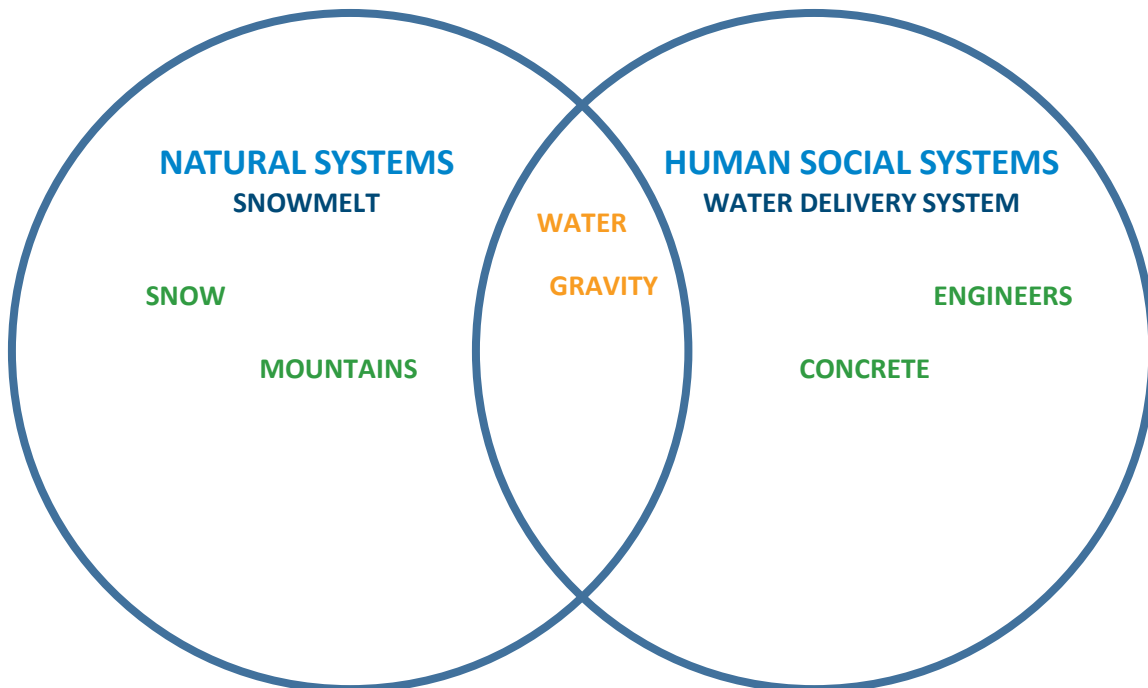 NATURAL SYSTEMS
SNOWMELT
SNOW
MOUNTAINS
WATER
GRAVITY
HUMAN SOCIAL SYSTEMS
WATER DELIVERY SYSTEM
ENGINEERS
CONCRETE